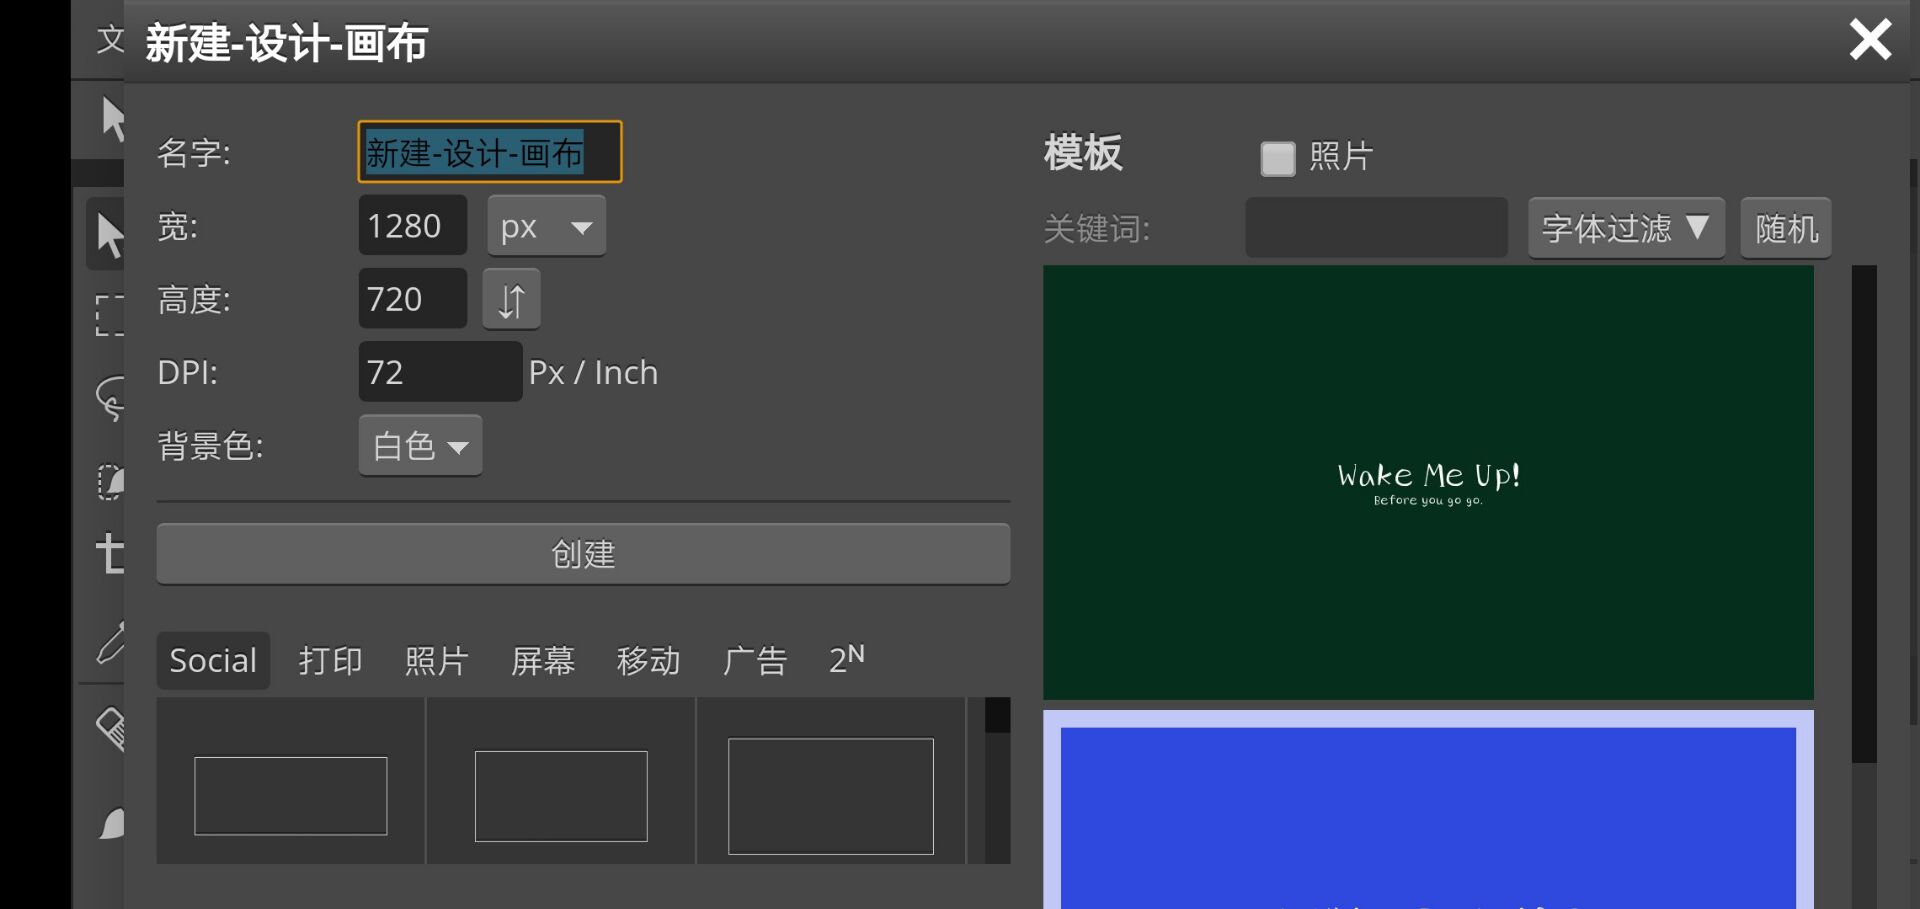 文
新建-设计-画布
名字:
新建-设计-画布
宽:
1280
px
高度:
720
DPI:
72
Px / Inch
背景色:
白色
创建
Social
打印
照片
屏幕
移动
广告
2ᴺ
模板
照片
关键词:
字体过滤 ▼
随机
Wake Me Up!
Before you go go.